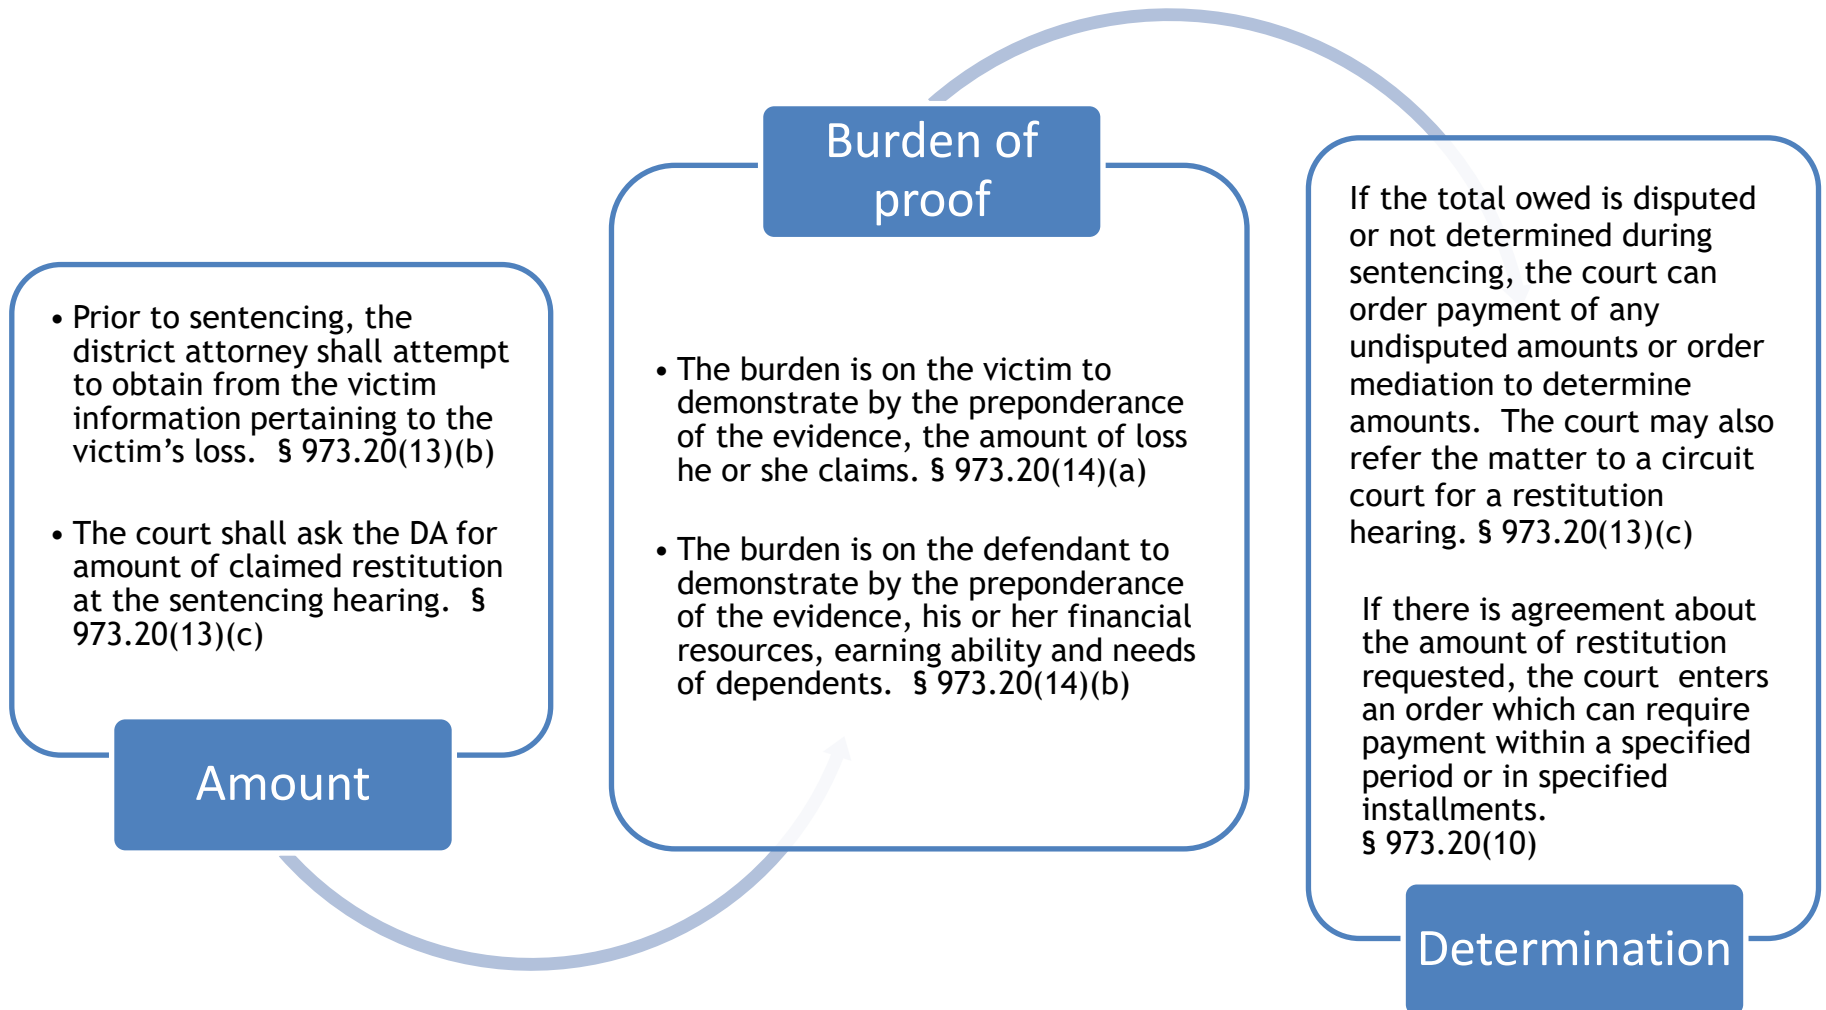 • Prior to sentencing, the
district attorney shall attempt
to obtain from the victim
information pertaining to the
victim’s loss.  § 973.20(13)(b)
• The court shall ask the DA for
amount of claimed restitution
at the sentencing hearing.  §
973.20(13)(c)
Amount
Burden of
proof
• The burden is on the victim to
demonstrate by the preponderance
of the evidence, the amount of loss
he or she claims. § 973.20(14)(a)
• The burden is on the defendant to
demonstrate by the preponderance
of the evidence, his or her financial
resources, earning ability and needs
of dependents.  § 973.20(14)(b)
If the total owed is disputed
or not determined during
sentencing, the court can
order payment of any
undisputed amounts or order
mediation to determine
amounts.  The court may also
refer the matter to a circuit
court for a restitution
hearing. § 973.20(13)(c)
If there is agreement about
the amount of restitution
requested, the court  enters
an order which can require
payment within a specified
period or in specified
installments.
§ 973.20(10)
Determination